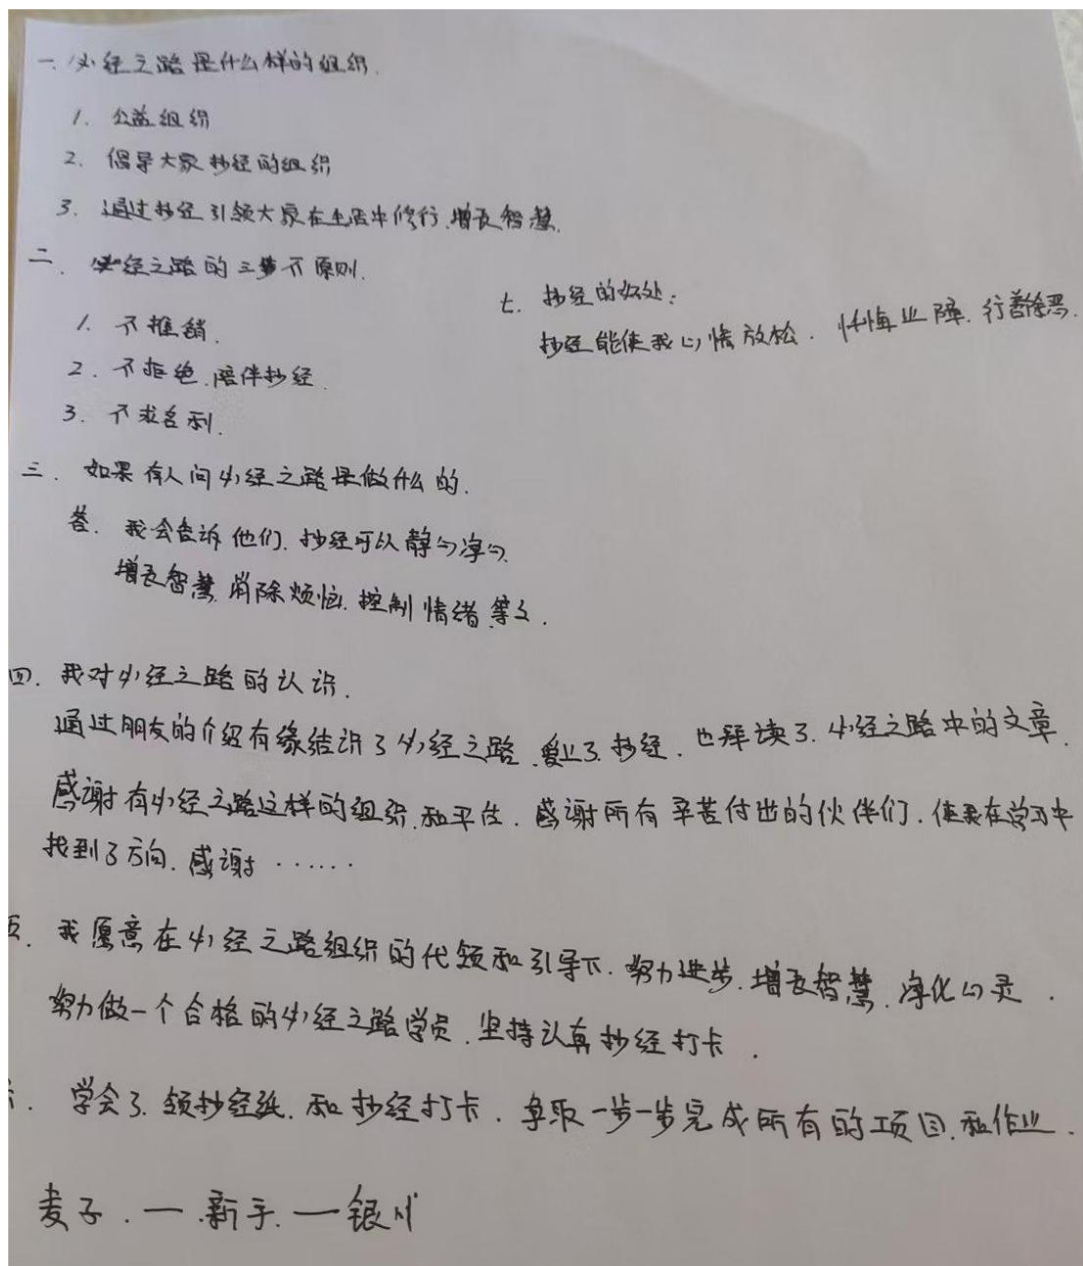 一. 必经之路是什么样的组织.
1. 公益组织
2. 倡导大家抄经的组织
3. 通过抄经引领大家在生活中修行.增长智慧.
二. 必经之路的三不原则.
1. 不推销.
2. 不拒绝.陪伴抄经.
3. 不求名利.
七. 抄经的好处:
抄经能使我心情放松. 忏悔业障. 行善除恶.
三. 如果有人问必经之路是做什么的.
答. 我会告诉他们. 抄经可以静心净心.
增长智慧.消除烦恼.控制情绪.等等.
四. 我对必经之路的认识.
通过朋友的介绍有缘结识了必经之路.爱上了.抄经.也拜读了.必经之路中的文章.
感谢有必经之路这样的组织.和平台.感谢所有辛苦付出的伙伴们.使我在学习中
找到了方向.感谢······
五. 我愿意在必经之路组织的代领和引导下.努力进步.增长智慧.净化心灵.
努力做一个合格的必经之路学员.坚持认真抄经打卡.
六. 学会了.领抄经纸.和抄经打卡.争取一步一步完成所有的项目.和作业.
麦子.一新手.一银川